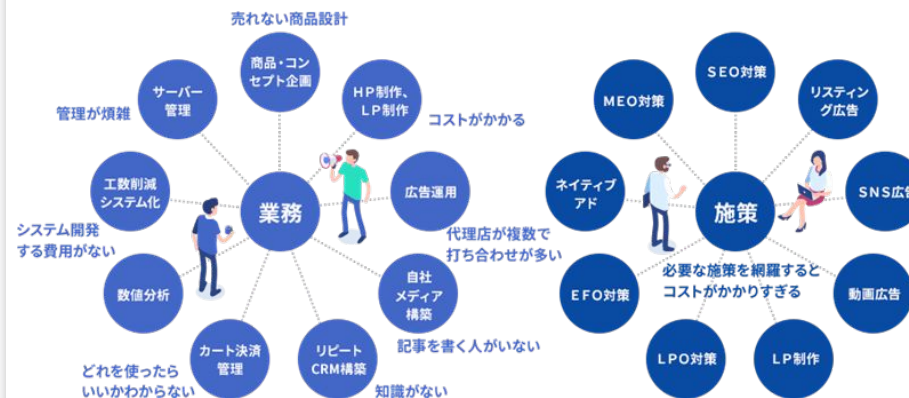 売れない商品設計
商品・コン
セプト企画
サーバー
管理
管理が煩雑
HP制作、
LP制作
コストがかかる
工数削減
システム化
システム開発
する費用がない
業務
広告運用
代理店が複数で
打ち合わせが多い
数値分析
自社
メディア
構築
記事を書く人がいない
カート決済
管理
どれを使ったら
いいかわからない
リピート
CRM構築
知識がない
SEO対策
MEO対策
リスティン
グ広告
ネイティブ
アド
施策
SNS広告
必要な施策を網羅すると
コストがかかりすぎる
EFO対策
動画広告
LPO対策
LP制作